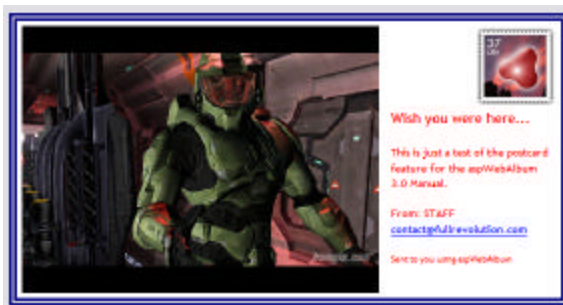 37
Wish you were here...
This is just a test of the postcard
feature for the aspWebAlbum
3.0 Manual.
From: STAFF
contact@fullrevolution.com
Sent to you using aspWebAlbum